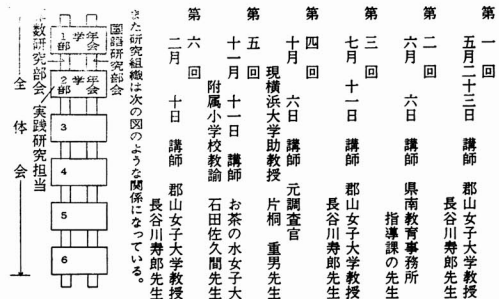 第一回
五月二十三日 講師 郡山女子大学教授
長谷川寿郎先生
第二回
六月 六日 講師 県南教育事務所
指導課の先生
第三回
七月 十一日 講師 郡山女子大学教授
長谷川寿郎先生
第四回
十月 六日 講師 元調査官
現横浜大学助教授 片桐 重男先生
第五回
十一月 十一日 講師 お茶の水女子大
附属小学校教諭 石田佐久間先生
第六回
二月 十日 講師 郡山女子大学教授
長谷川寿郎先生
また研究組織は次の図のような関係になっている。
国語研究部会
1学年部会
2学年部会
3
4
5
6
数研究部会/実践研究担当
全体会